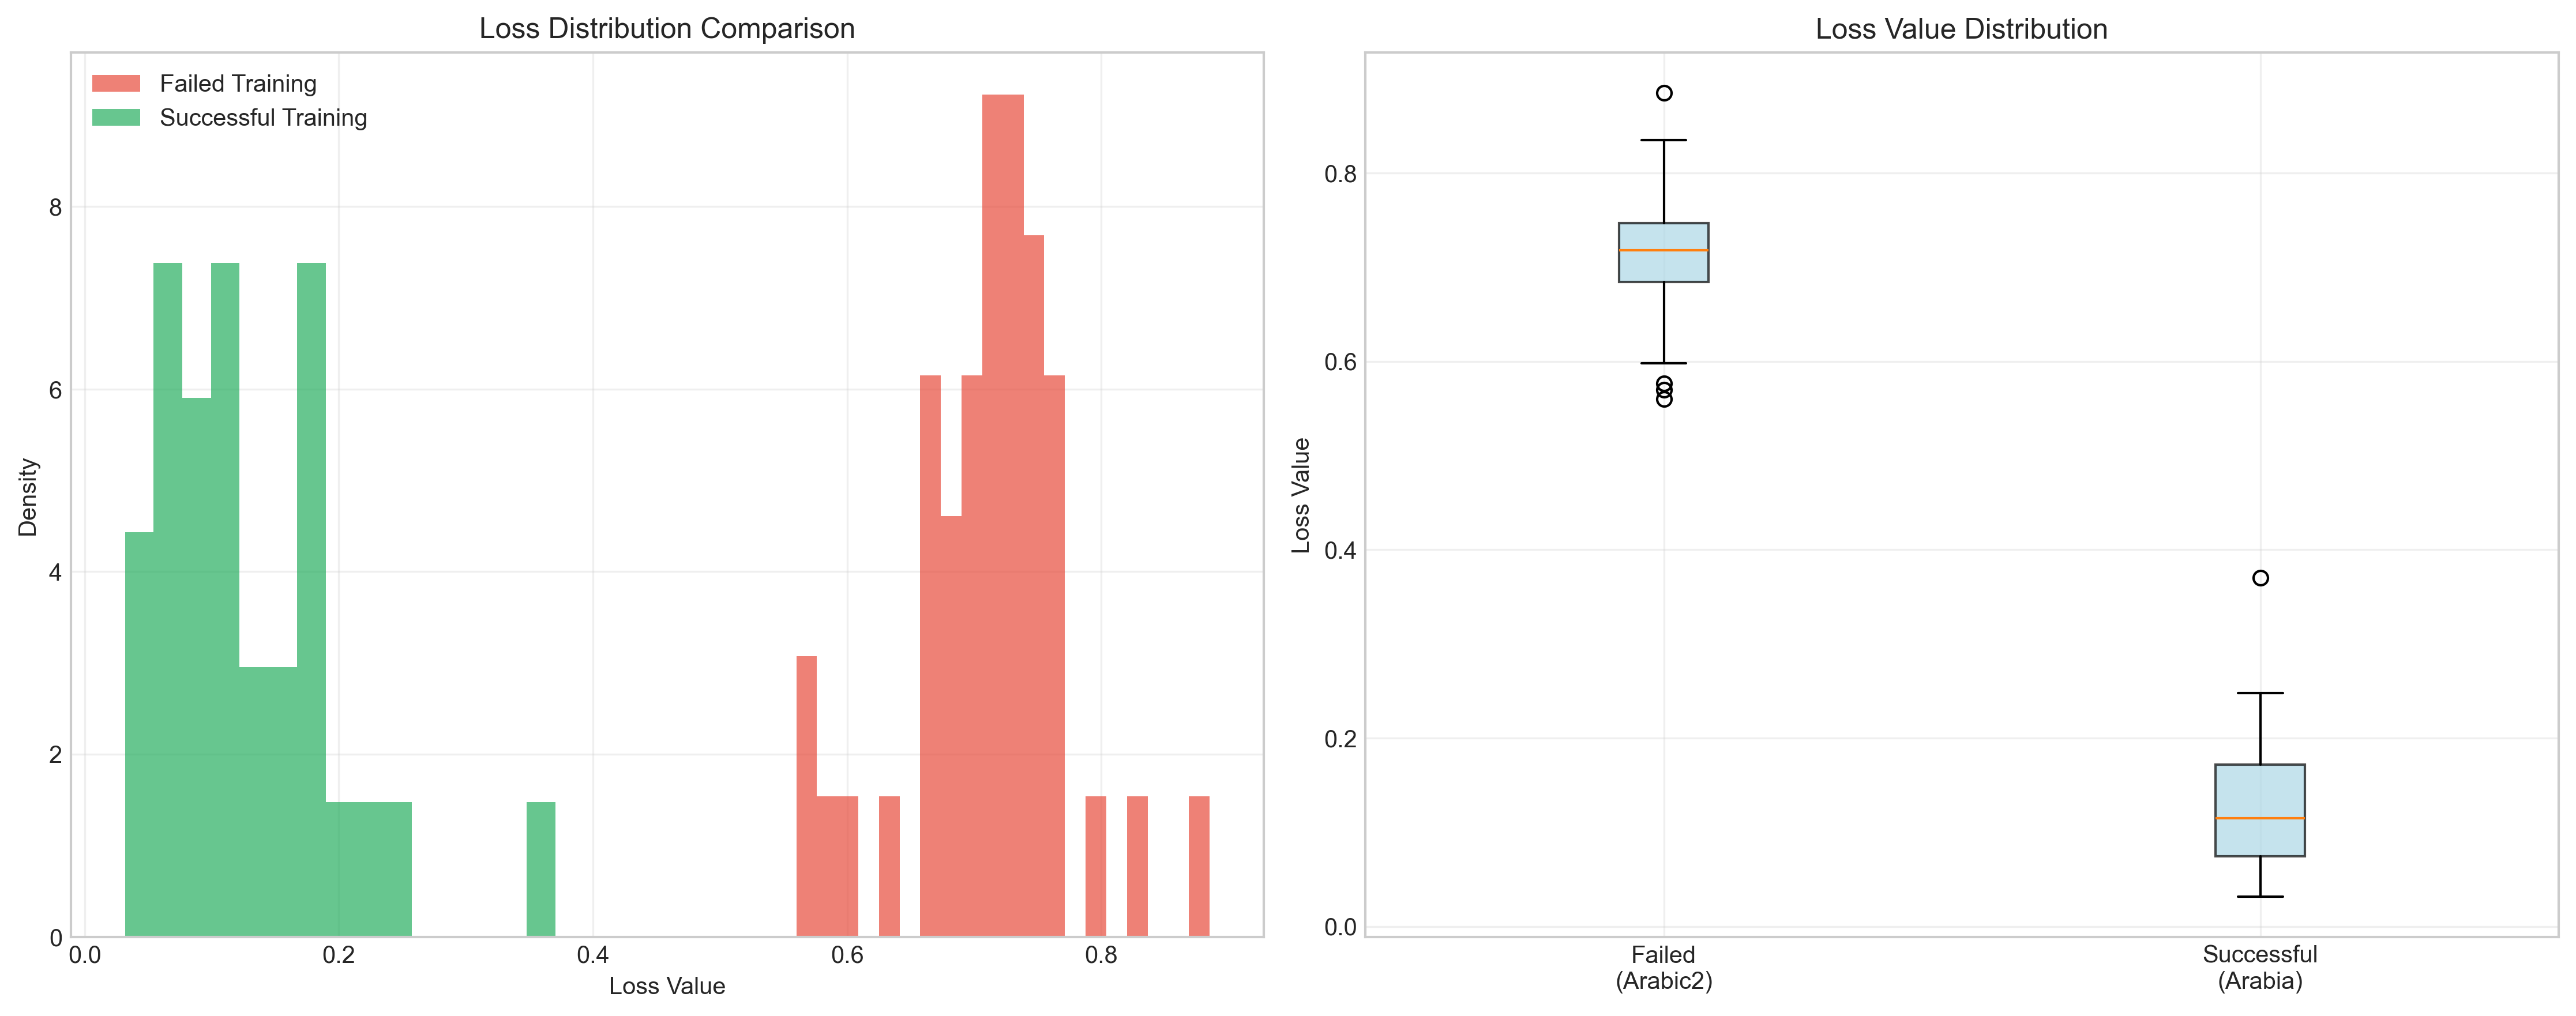 Loss Distribution Comparison
Failed Training
Successful Training
8
6
4
2
0
Density
0.0 0.2 0.4 0.6 0.8
Loss Value
Loss Value Distribution
0.8
0.6
0.4
0.2
0.0
Loss Value
Failed
(Arabic2)
Successful
(Arabia)